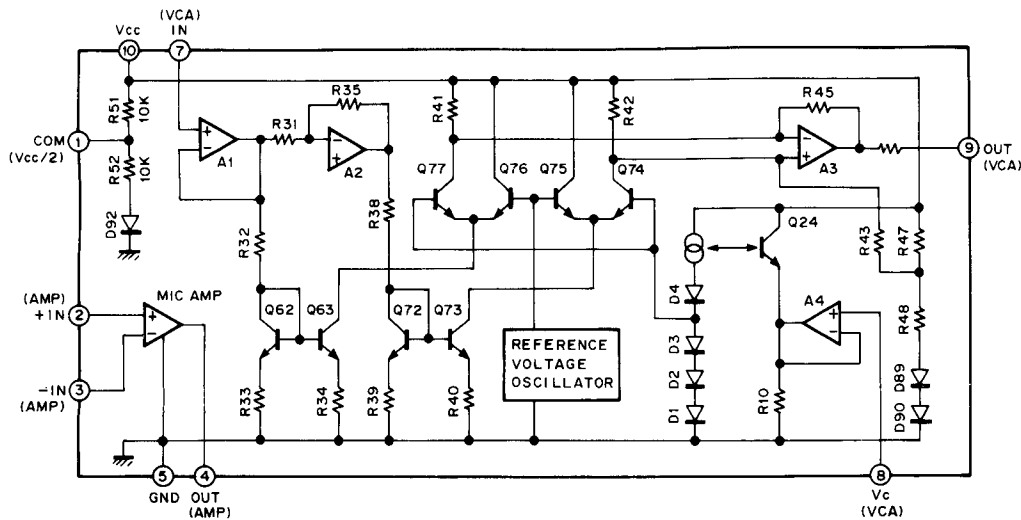 (VCA)
Vcc IN
10 7
R51
10K
R52
10K
COM 1
(Vcc/2)
D92
+
−
A1
R31
R35
−
+
A2
R32
R38
R41
R42
Q77 Q76 Q75 Q74
R45
−
+
A3
9 OUT
(VCA)
Q24
R43
R47
(AMP)
+IN 2
MIC AMP
+
−
3
−IN
(AMP)
Q62 Q63
Q72 Q73
REFERENCE
VOLTAGE
OSCILLATOR
D4
D3
D2
D1
A4
+
−
R48
R33
R34
R39
R40
R10
D89
D90
5 4
GND OUT
(AMP)
8
Vc
(VCA)